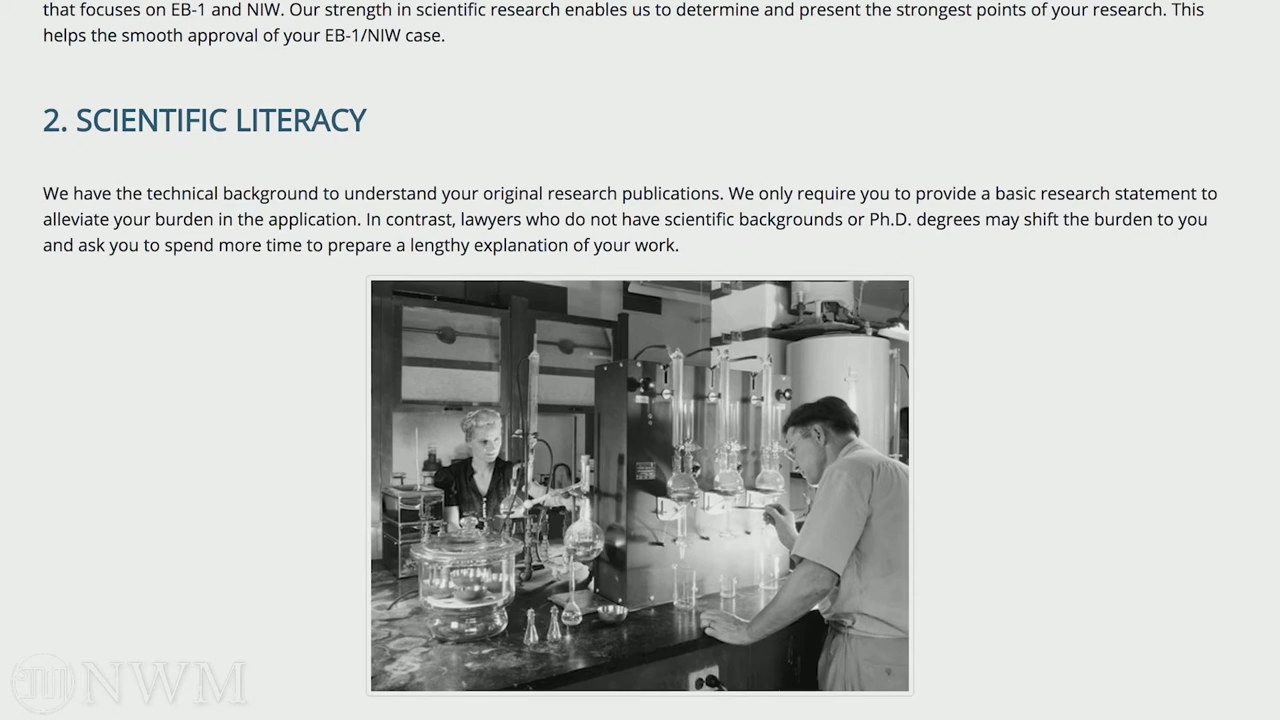 that focuses on EB-1 and NIW. Our strength in scientific research enables us to determine and present the strongest points of your research. This
helps the smooth approval of your EB-1/NIW case.
2. SCIENTIFIC LITERACY
We have the technical background to understand your original research publications. We only require you to provide a basic research statement to
alleviate your burden in the application. In contrast, lawyers who do not have scientific backgrounds or Ph.D. degrees may shift the burden to you
and ask you to spend more time to prepare a lengthy explanation of your work.
NWM